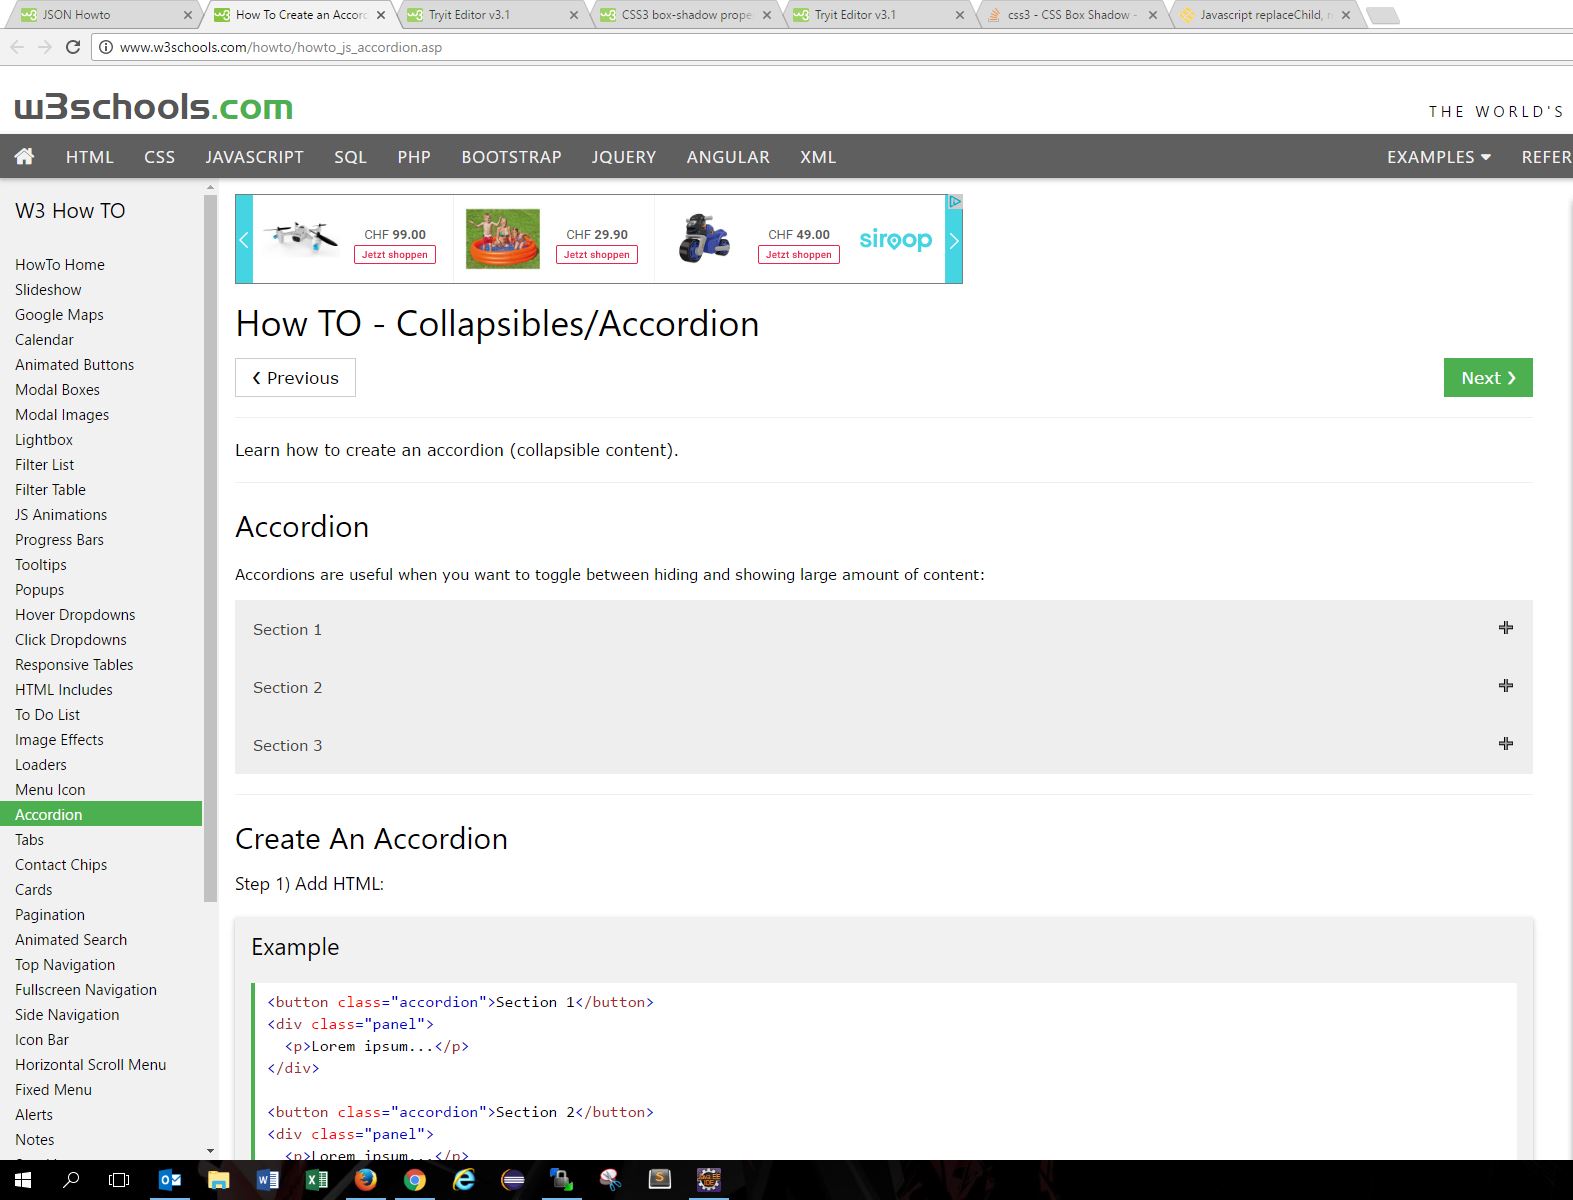 JSON Howto
How To Create an Accord
Tryit Editor v3.1
CSS3 box-shadow prope
Tryit Editor v3.1
css3 - CSS Box Shadow -
Javascript replaceChild, r
www.w3schools.com/howto/howto_js_accordion.asp
w3schools.com
THE WORLD'S
HTML CSS JAVASCRIPT SQL PHP BOOTSTRAP JQUERY ANGULAR XML EXAMPLES REFER
W3 How TO
HowTo Home
Slideshow
Google Maps
Calendar
Animated Buttons
Modal Boxes
Modal Images
Lightbox
Filter List
Filter Table
JS Animations
Progress Bars
Tooltips
Popups
Hover Dropdowns
Click Dropdowns
Responsive Tables
HTML Includes
To Do List
Image Effects
Loaders
Menu Icon
Accordion
Tabs
Contact Chips
Cards
Pagination
Animated Search
Top Navigation
Fullscreen Navigation
Side Navigation
Icon Bar
Horizontal Scroll Menu
Fixed Menu
Alerts
Notes
CHF 99.00
Jetzt shoppen
CHF 29.90
Jetzt shoppen
CHF 49.00
Jetzt shoppen
siroop
How TO - Collapsibles/Accordion
❮ Previous
Next ❯
Learn how to create an accordion (collapsible content).
Accordion
Accordions are useful when you want to toggle between hiding and showing large amount of content:
Section 1
Section 2
Section 3
Create An Accordion
Step 1) Add HTML:
Example
<button class="accordion">Section 1</button>
<div class="panel">
  <p>Lorem ipsum...</p>
</div>
<button class="accordion">Section 2</button>
<div class="panel">
  <p>Lorem ipsum...</p>